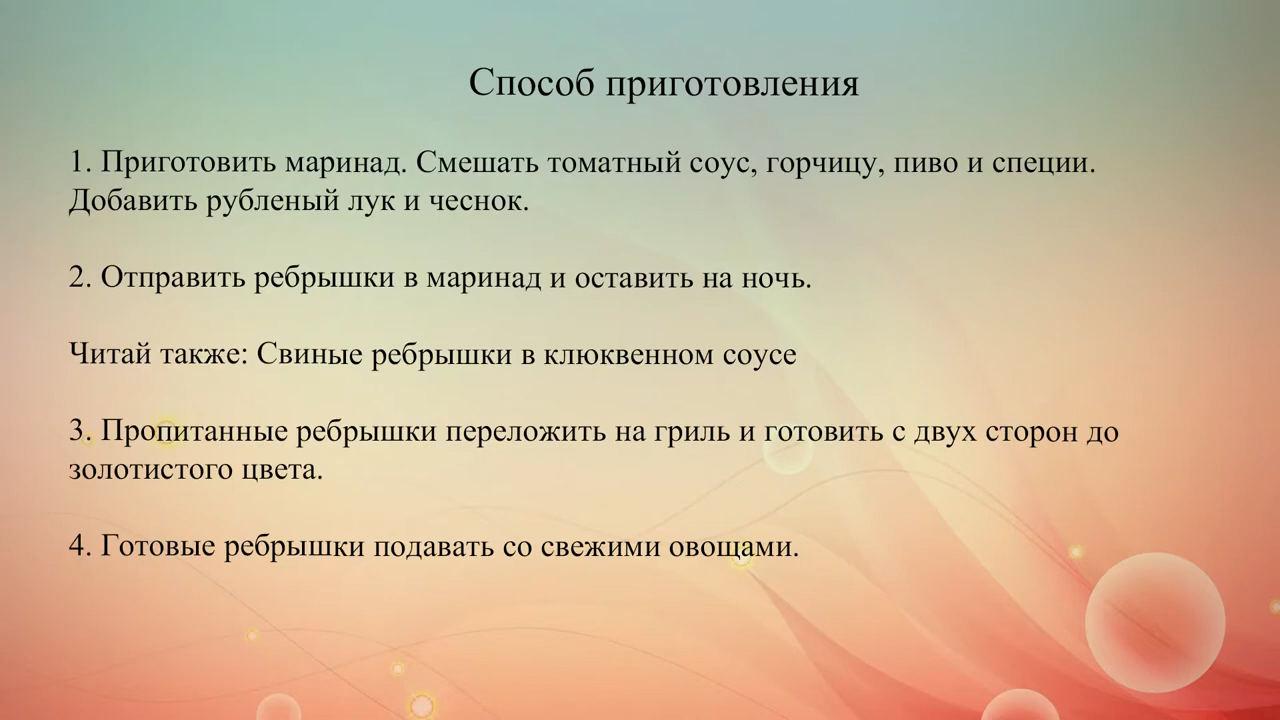 Способ приготовления
1. Приготовить маринад. Смешать томатный соус, горчицу, пиво и специи.
Добавить рубленый лук и чеснок.
2. Отправить ребрышки в маринад и оставить на ночь.
Читай также: Свиные ребрышки в клюквенном соусе
3. Пропитанные ребрышки переложить на гриль и готовить с двух сторон до
золотистого цвета.
4. Готовые ребрышки подавать со свежими овощами.